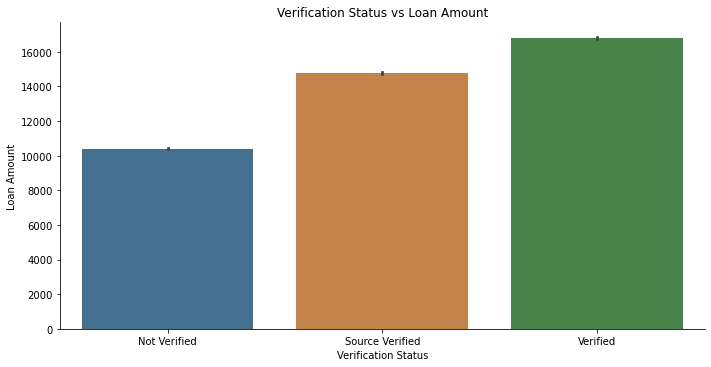 Verification Status vs Loan Amount
16000
14000
12000
10000
8000
6000
4000
2000
0
Loan Amount
Not Verified
Source Verified
Verified
Verification Status